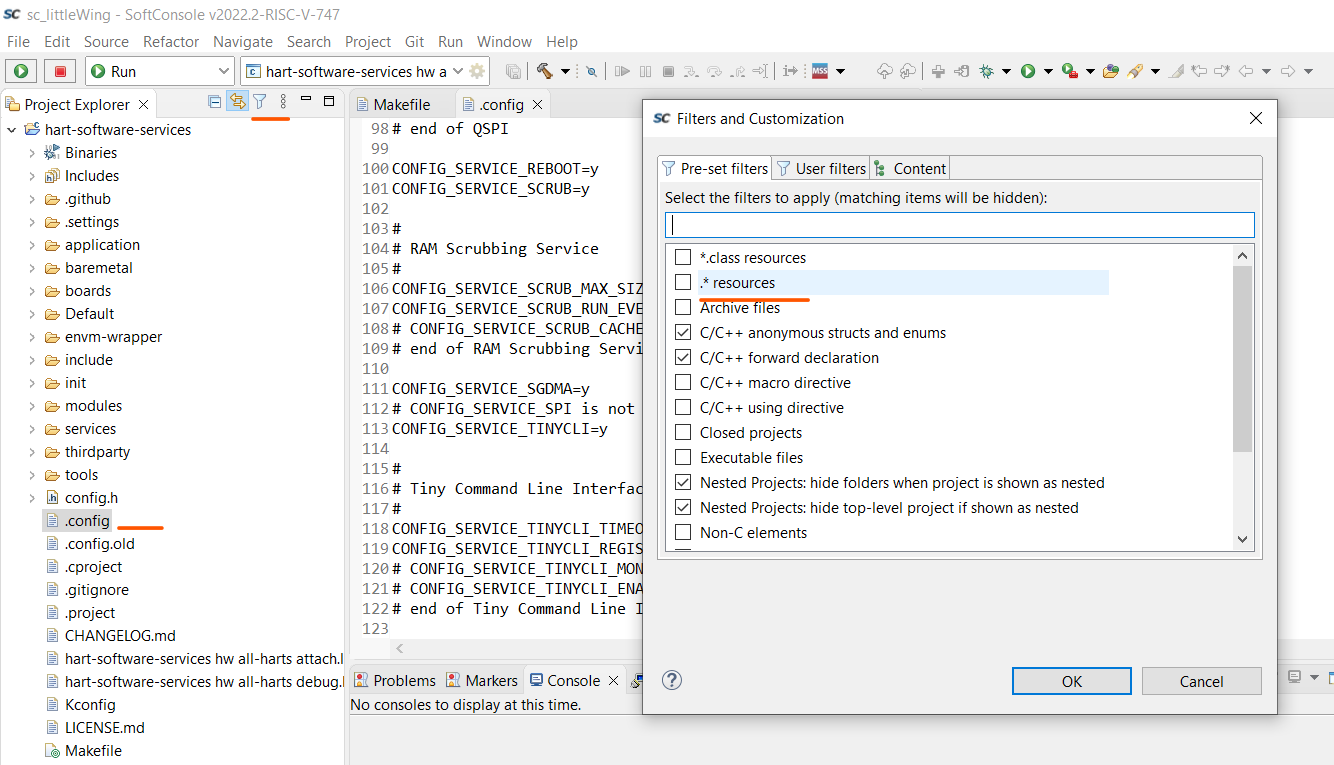 SC sc_littleWing - SoftConsole v2022.2-RISC-V-747
File Edit Source Refactor Navigate Search Project Git Run Window Help
Run
hart-software-services hw a
MSS
Project Explorer
hart-software-services
Binaries
Includes
.github
.settings
application
baremetal
boards
Default
envm-wrapper
include
init
modules
services
thirdparty
tools
config.h
.config
.config.old
.cproject
.gitignore
.project
CHANGELOG.md
hart-software-services hw all-harts attach.l
hart-software-services hw all-harts debug.l
Kconfig
LICENSE.md
Makefile
Makefile .config
98 # end of QSPI
99
100 CONFIG_SERVICE_REBOOT=y
101 CONFIG_SERVICE_SCRUB=y
102
103 #
104 # RAM Scrubbing Service
105 #
106 CONFIG_SERVICE_SCRUB_MAX_SIZ
107 CONFIG_SERVICE_SCRUB_RUN_EVE
108 # CONFIG_SERVICE_SCRUB_CACHE
109 # end of RAM Scrubbing Servi
110
111 CONFIG_SERVICE_SGDMA=y
112 # CONFIG_SERVICE_SPI is not
113 CONFIG_SERVICE_TINYCLI=y
114
115 #
116 # Tiny Command Line Interfac
117 #
118 CONFIG_SERVICE_TINYCLI_TIMEO
119 CONFIG_SERVICE_TINYCLI_REGIS
120 # CONFIG_SERVICE_TINYCLI_MON
121 # CONFIG_SERVICE_TINYCLI_ENA
122 # end of Tiny Command Line I
123
Problems Markers Console
No consoles to display at this time.
SC Filters and Customization
Pre-set filters User filters Content
Select the filters to apply (matching items will be hidden):
*.class resources
.* resources
Archive files
C/C++ anonymous structs and enums
C/C++ forward declaration
C/C++ macro directive
C/C++ using directive
Closed projects
Executable files
Nested Projects: hide folders when project is shown as nested
Nested Projects: hide top-level project if shown as nested
Non-C elements
?
OK Cancel